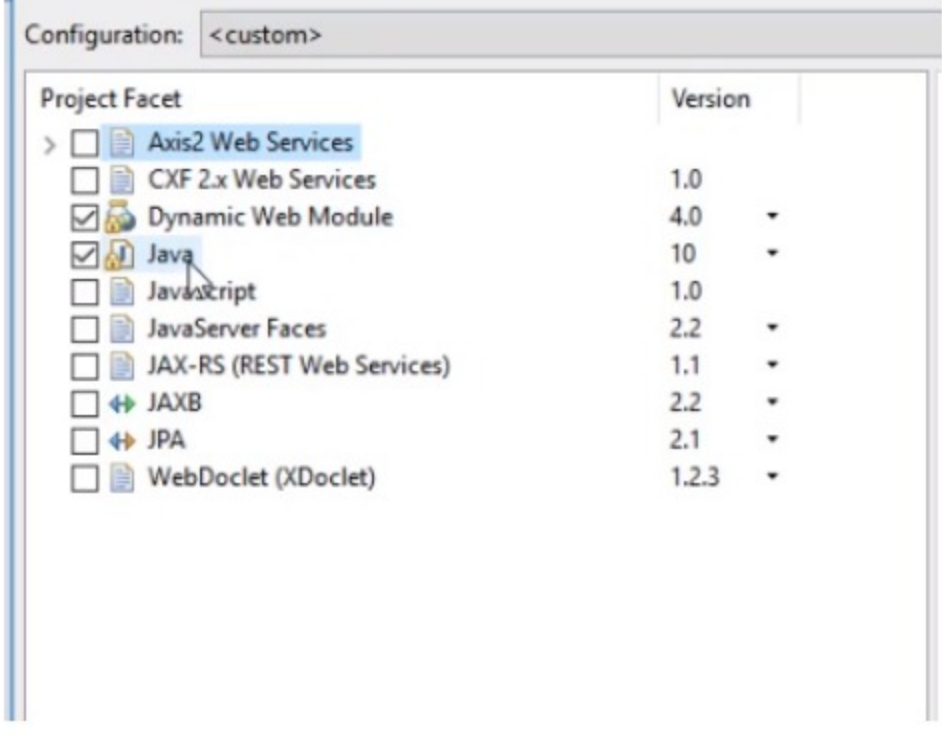 Configuration: <custom>
Project Facet Version
Axis2 Web Services
CXF 2.x Web Services 1.0
Dynamic Web Module 4.0
Java 10
JavaScript 1.0
JavaServer Faces 2.2
JAX-RS (REST Web Services) 1.1
JAXB 2.2
JPA 2.1
WebDoclet (XDoclet) 1.2.3